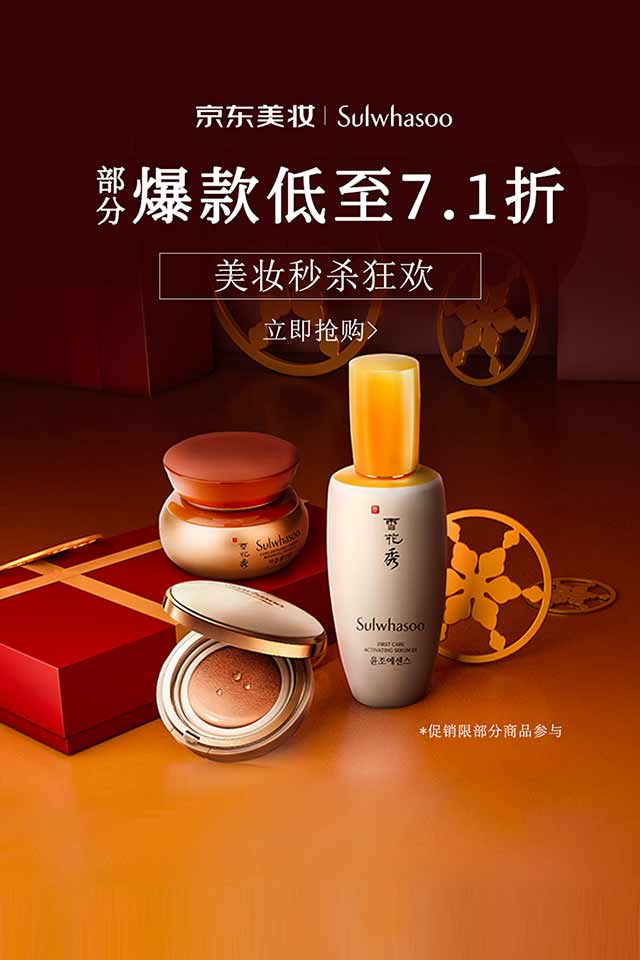 京东美妆 | Sulwhasoo
部分 爆款低至7.1折
美妆秒杀狂欢
立即抢购>
雪花秀
Sulwhasoo
雪花秀
Sulwhasoo
FIRST CARE
ACTIVATING SERUM EX
윤조에센스
*促销限部分商品参与